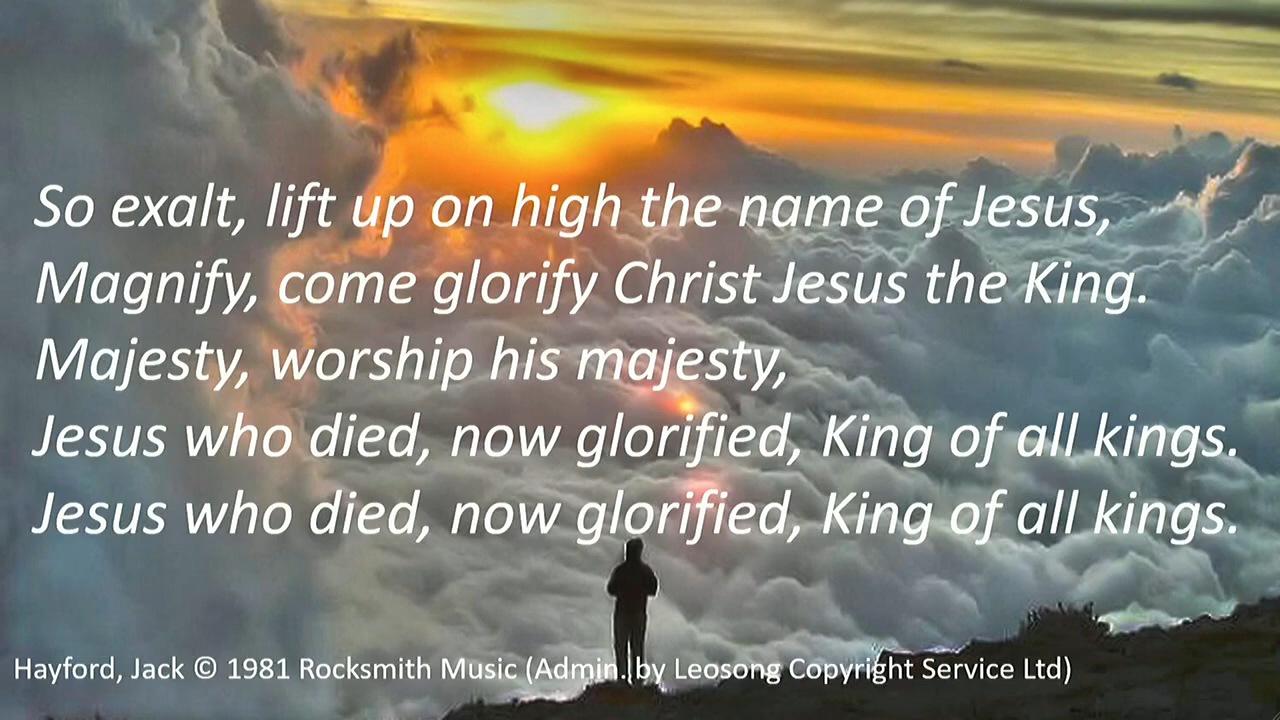 So exalt, lift up on high the name of Jesus,
Magnify, come glorify Christ Jesus the King.
Majesty, worship his majesty,
Jesus who died, now glorified, King of all kings.
Jesus who died, now glorified, King of all kings.
Hayford, Jack © 1981 Rocksmith Music (Admin. by Leosong Copyright Service Ltd)